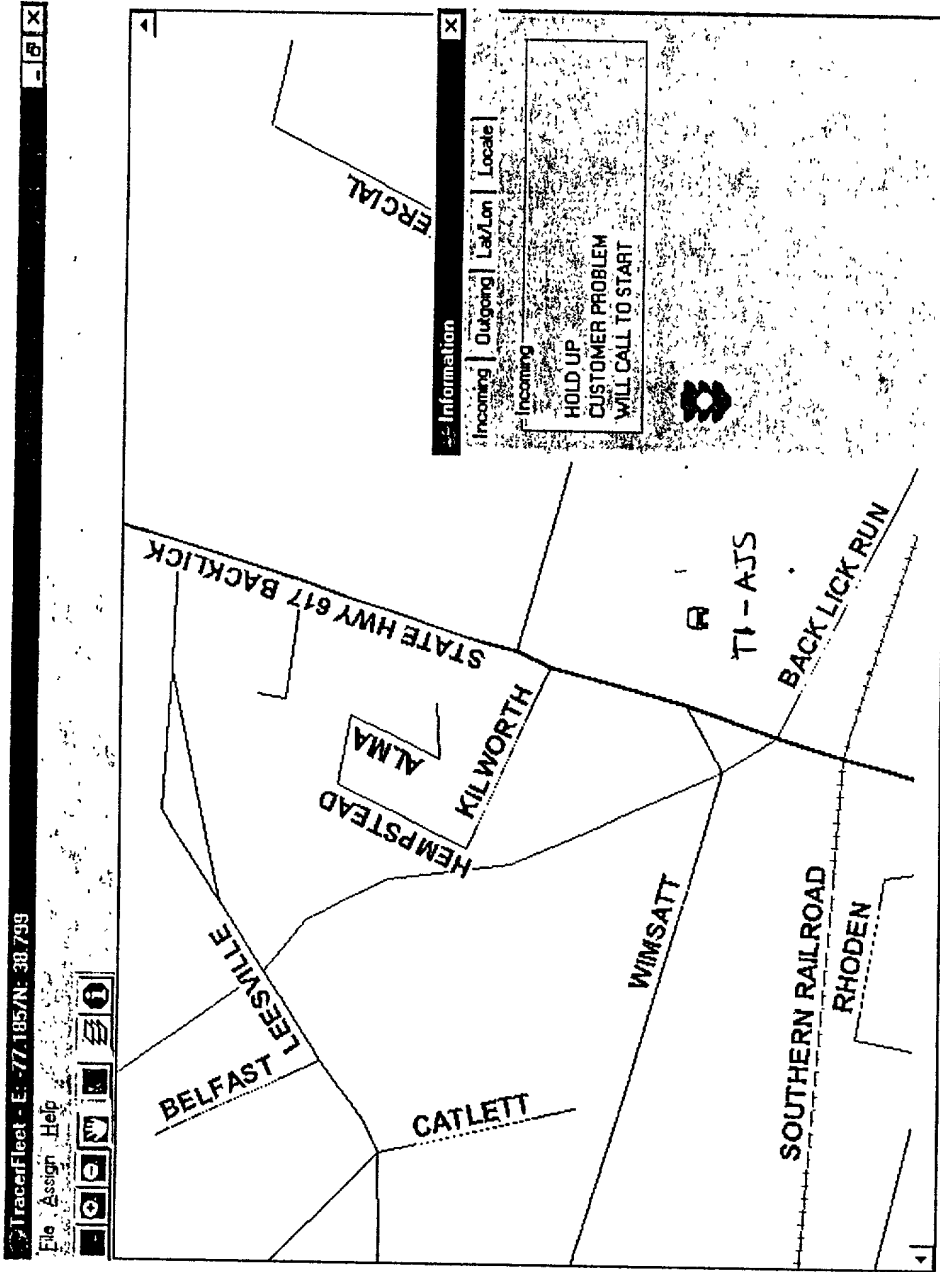 TracerFleet - E: -77.185/N: 38.799
File Assign Help
BELFAST
LEESVILLE
CATLETT
HEMPSTEAD
ALMA
KILWORTH
STATE HWY 617 BACKLICK
ERCIAL
WIMSATT
SOUTHERN RAILROAD
RHODEN
BACK LICK RUN
T1 - AJS
Information
Incoming Outgoing Lat/Lon Locate
Incoming
HOLD UP
CUSTOMER PROBLEM
WILL CALL TO START